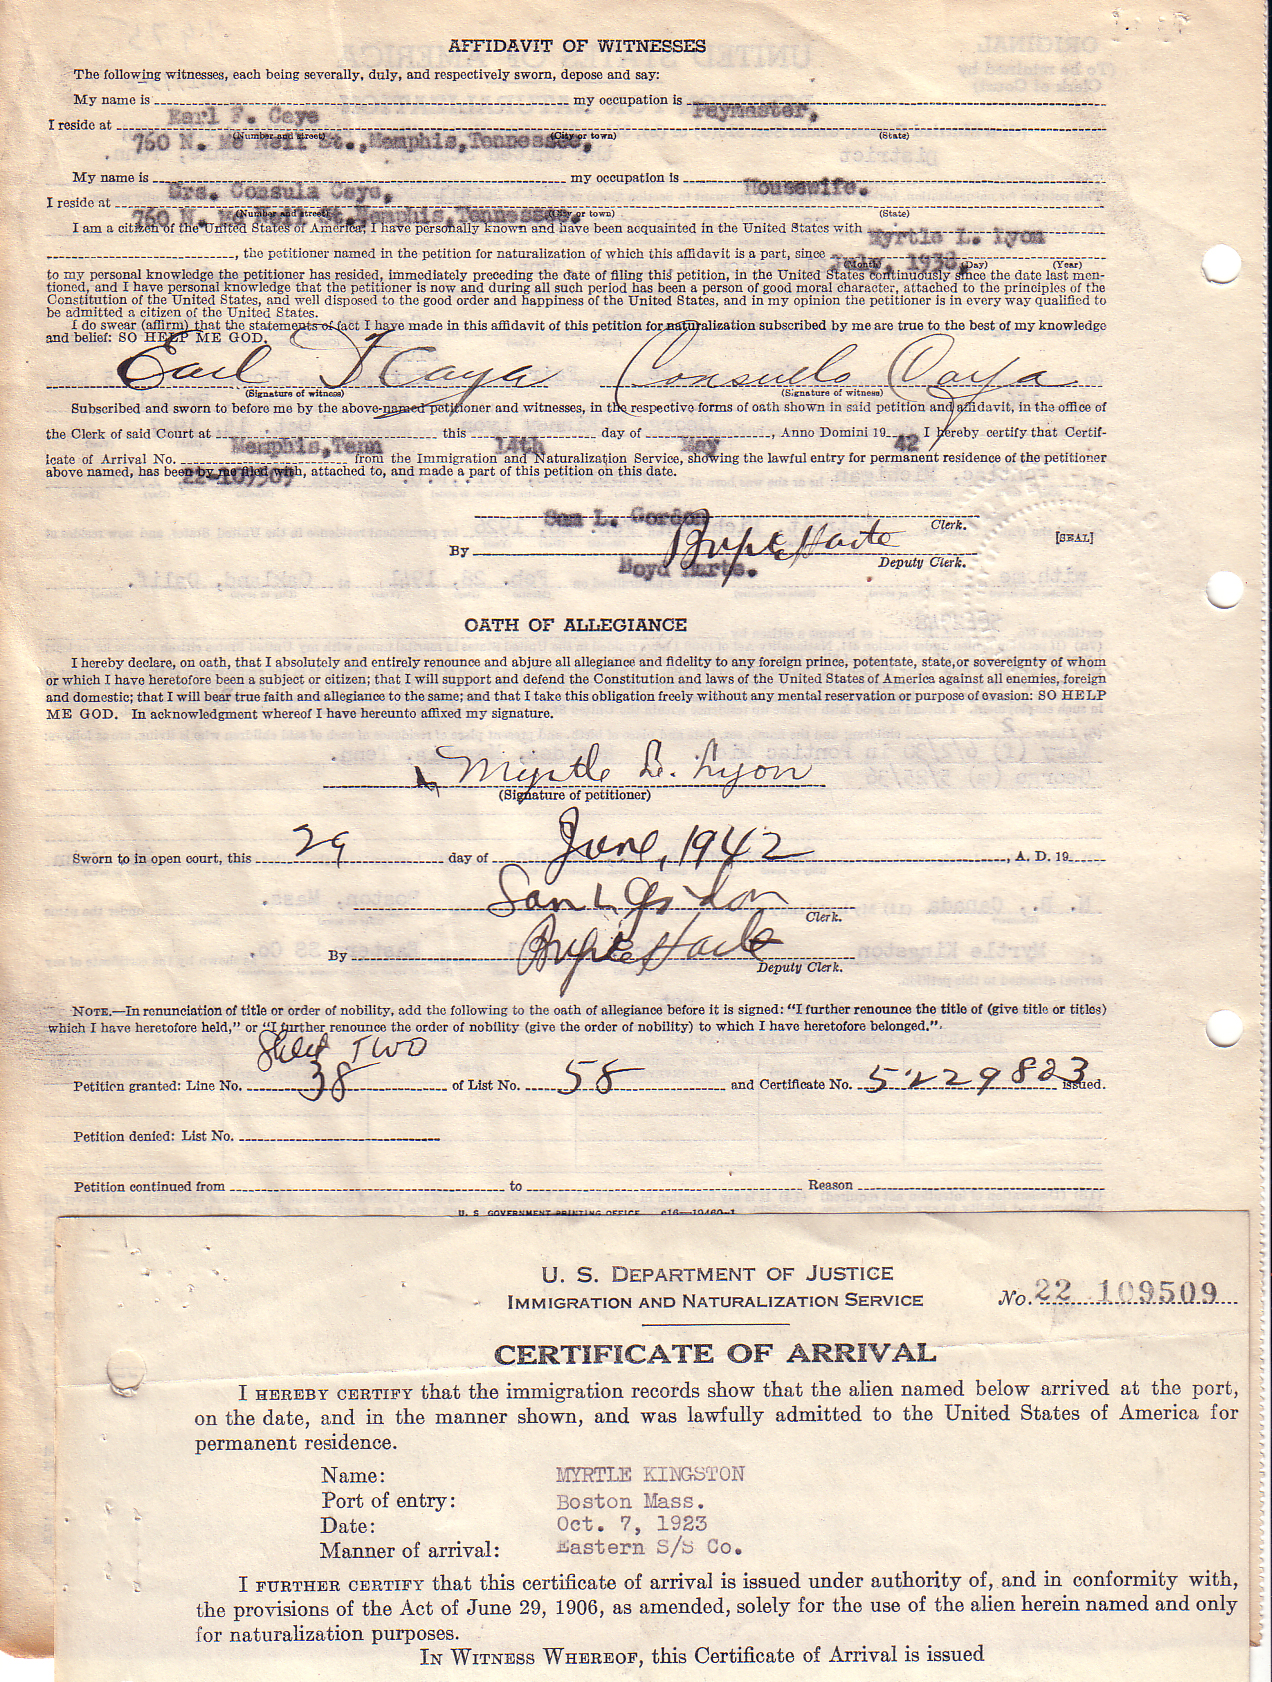 AFFIDAVIT OF WITNESSES
The following witnesses, each being severally, duly, and respectively sworn, depose and say:
My name is Earl F. Caya my occupation is Paymaster,
I reside at 760 N. Mc Neil St., Memphis, Tennessee,
(Number and street) (City or town) (State)
My name is Mrs. Consula Caye, my occupation is Housewife.
I reside at 760 N. Mc Neil St. Memphis, Tennessee.
(Number and street) (City or town) (State)
I am a citizen of the United States of America; I have personally known and have been acquainted in the United States with Myrtle L. Lyon
, the petitioner named in the petition for naturalization of which this affidavit is a part, since July, 1938,
(Month) (Day) (Year)
to my personal knowledge the petitioner has resided, immediately preceding the date of filing this petition, in the United States continuously since the date last men-
tioned, and I have personal knowledge that the petitioner is now and during all such period has been a person of good moral character, attached to the principles of the
Constitution of the United States, and well disposed to the good order and happiness of the United States, and in my opinion the petitioner is in every way qualified to
be admitted a citizen of the United States.
I do swear (affirm) that the statements of fact I have made in this affidavit of this petition for naturalization subscribed by me are true to the best of my knowledge
and belief: SO HELP ME GOD.
Earl F Caya Consuelo Caya
(Signature of witness) (Signature of witness)
Subscribed and sworn to before me by the above-named petitioner and witnesses, in the respective forms of oath shown in said petition and affidavit, in the office of
the Clerk of said Court at Memphis, Tenn this 14th day of May, Anno Domini 1942 I hereby certify that Certif-
icate of Arrival No. 22-109509 from the Immigration and Naturalization Service, showing the lawful entry for permanent residence of the petitioner
above named, has been by me filed with, attached to, and made a part of this petition on this date.
Sam L. Gordon
Clerk.
[SEAL]
By
Deputy Clerk.
OATH OF ALLEGIANCE
I hereby declare, on oath, that I absolutely and entirely renounce and abjure all allegiance and fidelity to any foreign prince, potentate, state, or sovereignty of whom
or which I have heretofore been a subject or citizen; that I will support and defend the Constitution and laws of the United States of America against all enemies, foreign
and domestic; that I will bear true faith and allegiance to the same; and that I take this obligation freely without any mental reservation or purpose of evasion: SO HELP
ME GOD. In acknowledgment whereof I have hereunto affixed my signature.
Myrtle L. Lyon
(Signature of petitioner)
Sworn to in open court, this 29 day of June, 1942, A. D. 19
Sam L Gordon
Clerk.
By
Deputy Clerk.
NOTE.—In renunciation of title or order of nobility, add the following to the oath of allegiance before it is signed: "I further renounce the title of (give title or titles)
which I have heretofore held," or "I further renounce the order of nobility (give the order of nobility) to which I have heretofore belonged."
Sheet TWO
Petition granted: Line No. 38 of List No. 58 and Certificate No. 5229823 issued.
Petition denied: List No.
Petition continued from to Reason
U. S. GOVERNMENT PRINTING OFFICE c16—19460-1
U. S. DEPARTMENT OF JUSTICE
IMMIGRATION AND NATURALIZATION SERVICE
No. 22 109509
CERTIFICATE OF ARRIVAL
I HEREBY CERTIFY that the immigration records show that the alien named below arrived at the port,
on the date, and in the manner shown, and was lawfully admitted to the United States of America for
permanent residence.
Name: MYRTLE KINGSTON
Port of entry: Boston Mass.
Date: Oct. 7, 1923
Manner of arrival: Eastern S/S Co.
I FURTHER CERTIFY that this certificate of arrival is issued under authority of, and in conformity with,
the provisions of the Act of June 29, 1906, as amended, solely for the use of the alien herein named and only
for naturalization purposes.
IN WITNESS WHEREOF, this Certificate of Arrival is issued